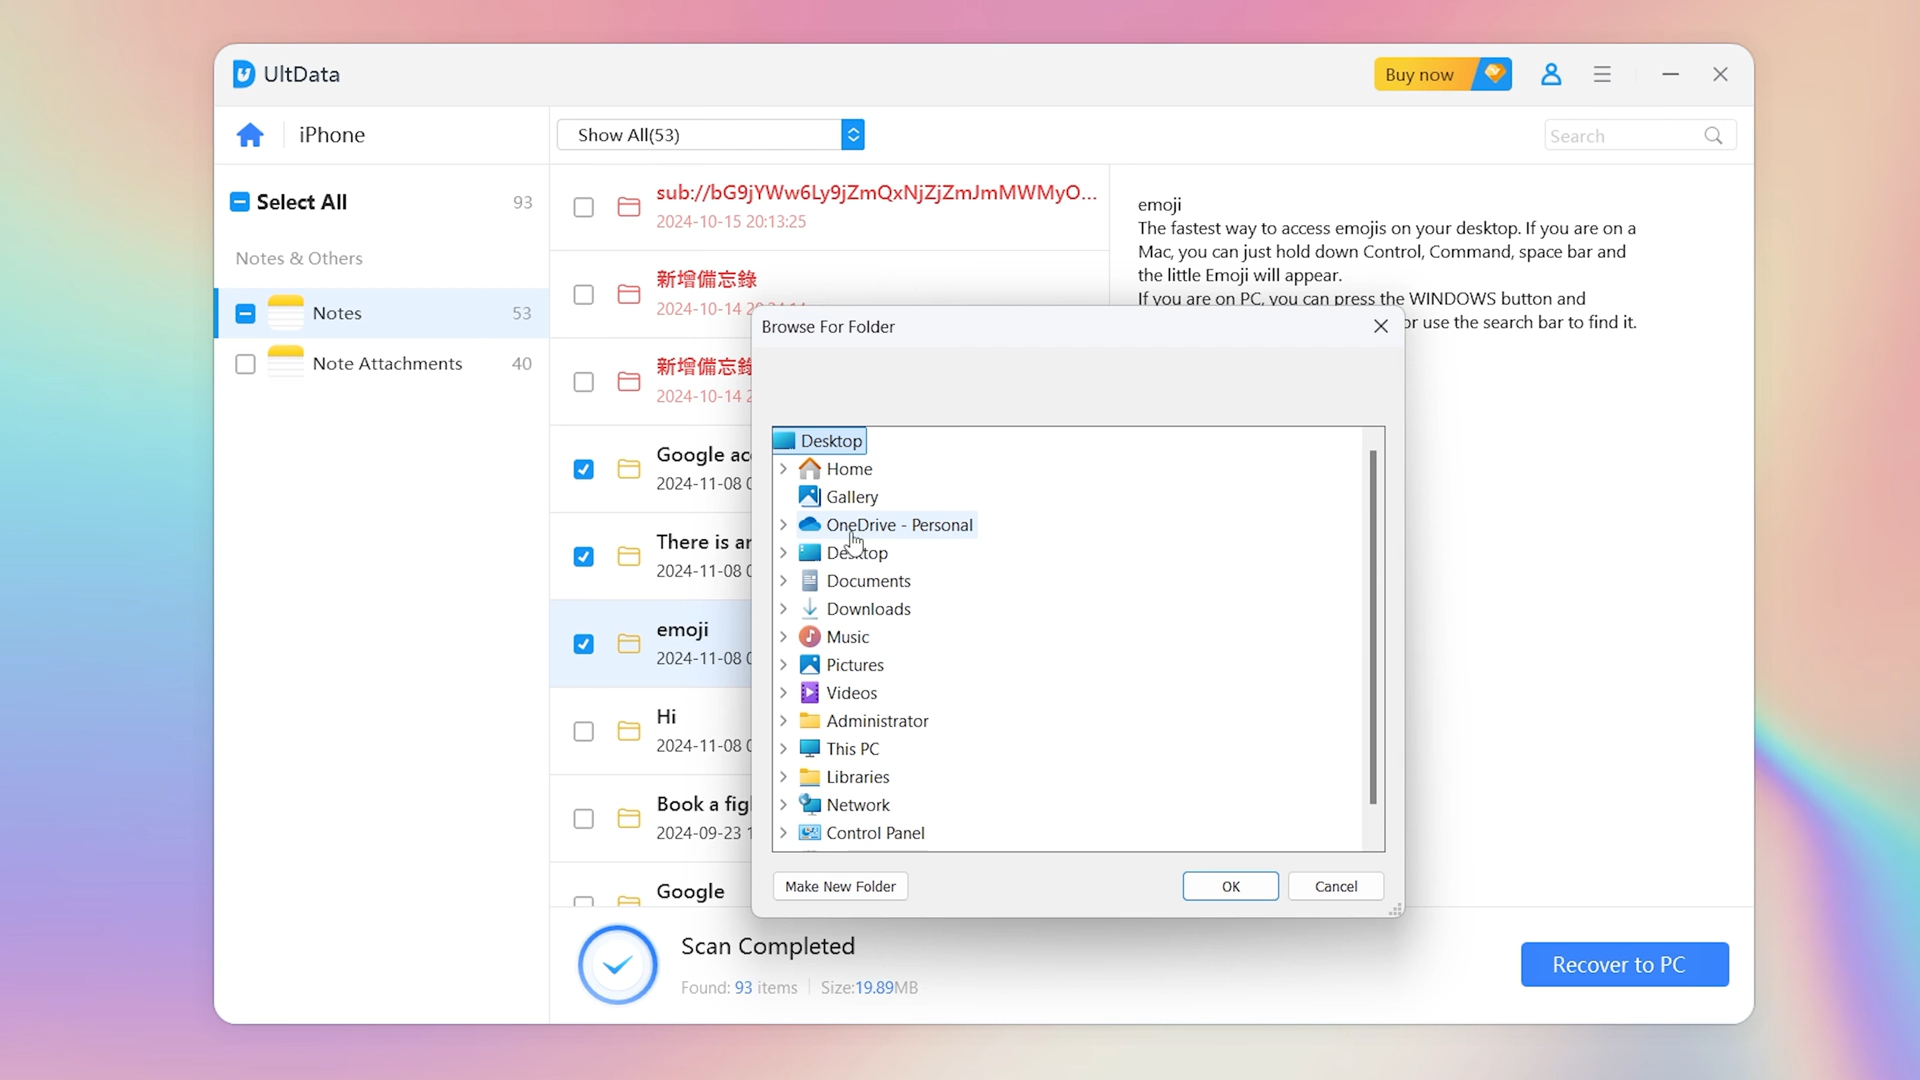 UltData
Buy now
iPhone
Show All(53)
Search
Select All
93
Notes & Others
Notes
53
Note Attachments
40
sub://bG9jYWw6Ly9jZmQxNjZjZmJmMWMyO...
2024-10-15 20:13:25
新增備忘錄
2024-10-14
新增備忘錄
2024-10-14
Google
2024-11-08
There is
2024-11-08
emoji
2024-11-08
Hi
2024-11-08
Book a
2024-09-23
Google
emoji
The fastest way to access emojis on your desktop. If you are on a
Mac, you can just hold down Control, Command, space bar and
the little Emoji will appear.
If you are on PC, you can press the WINDOWS button and
or use the search bar to find it.
Browse For Folder
Desktop
Home
Gallery
OneDrive - Personal
Desktop
Documents
Downloads
Music
Pictures
Videos
Administrator
This PC
Libraries
Network
Control Panel
Make New Folder
OK
Cancel
Scan Completed
Found: 93 items
Size:19.89MB
Recover to PC